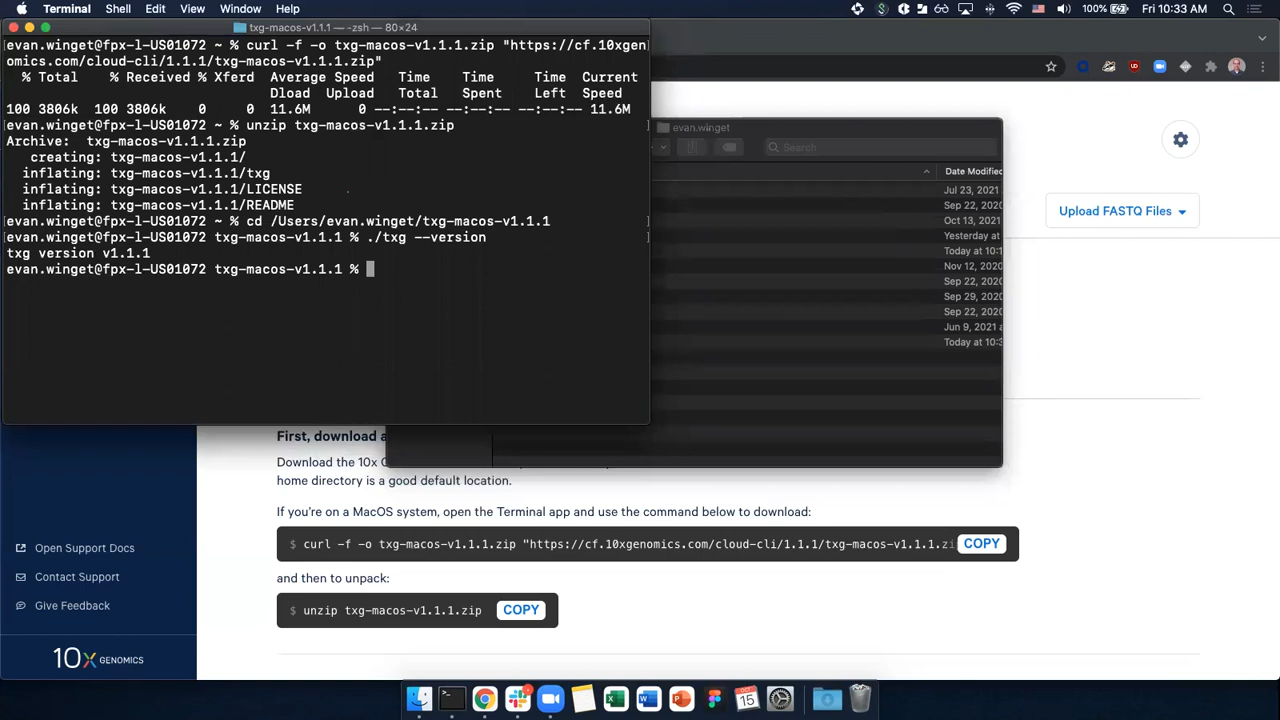 Terminal Shell Edit View Window Help 100% Fri 10:33 AM
txg-macos-v1.1.1 — -zsh — 80×24
[evan.winget@fpx-l-US01072 ~ % curl -f -o txg-macos-v1.1.1.zip "https://cf.10xgen]
omics.com/cloud-cli/1.1.1/txg-macos-v1.1.1.zip"
% Total % Received % Xferd Average Speed Time Time Time Current
Dload Upload Total Spent Left Speed
100 3806k 100 3806k 0 0 11.6M 0 --:--:-- --:--:-- --:--:-- 11.6M
[evan.winget@fpx-l-US01072 ~ % unzip txg-macos-v1.1.1.zip ]
Archive: txg-macos-v1.1.1.zip
creating: txg-macos-v1.1.1/
inflating: txg-macos-v1.1.1/txg
inflating: txg-macos-v1.1.1/LICENSE
inflating: txg-macos-v1.1.1/README
[evan.winget@fpx-l-US01072 ~ % cd /Users/evan.winget/txg-macos-v1.1.1 ]
[evan.winget@fpx-l-US01072 txg-macos-v1.1.1 % ./txg --version ]
txg version v1.1.1
evan.winget@fpx-l-US01072 txg-macos-v1.1.1 %
evan.winget
Search
Date Modified
Jul 23, 2021
Sep 22, 2020
Oct 13, 2021
Yesterday at
Today at 10:
Nov 12, 2020
Sep 22, 2020
Sep 29, 2020
Sep 22, 2020
Jun 9, 2021 a
Today at 10:3
Upload FASTQ Files
First, download a
Download the 10x
home directory is a good default location.
If you're on a MacOS system, open the Terminal app and use the command below to download:
$ curl -f -o txg-macos-v1.1.1.zip "https://cf.10xgenomics.com/cloud-cli/1.1.1/txg-macos-v1.1.1.zi COPY
and then to unpack:
$ unzip txg-macos-v1.1.1.zip COPY
Open Support Docs
Contact Support
Give Feedback
10x GENOMICS
OCT
15